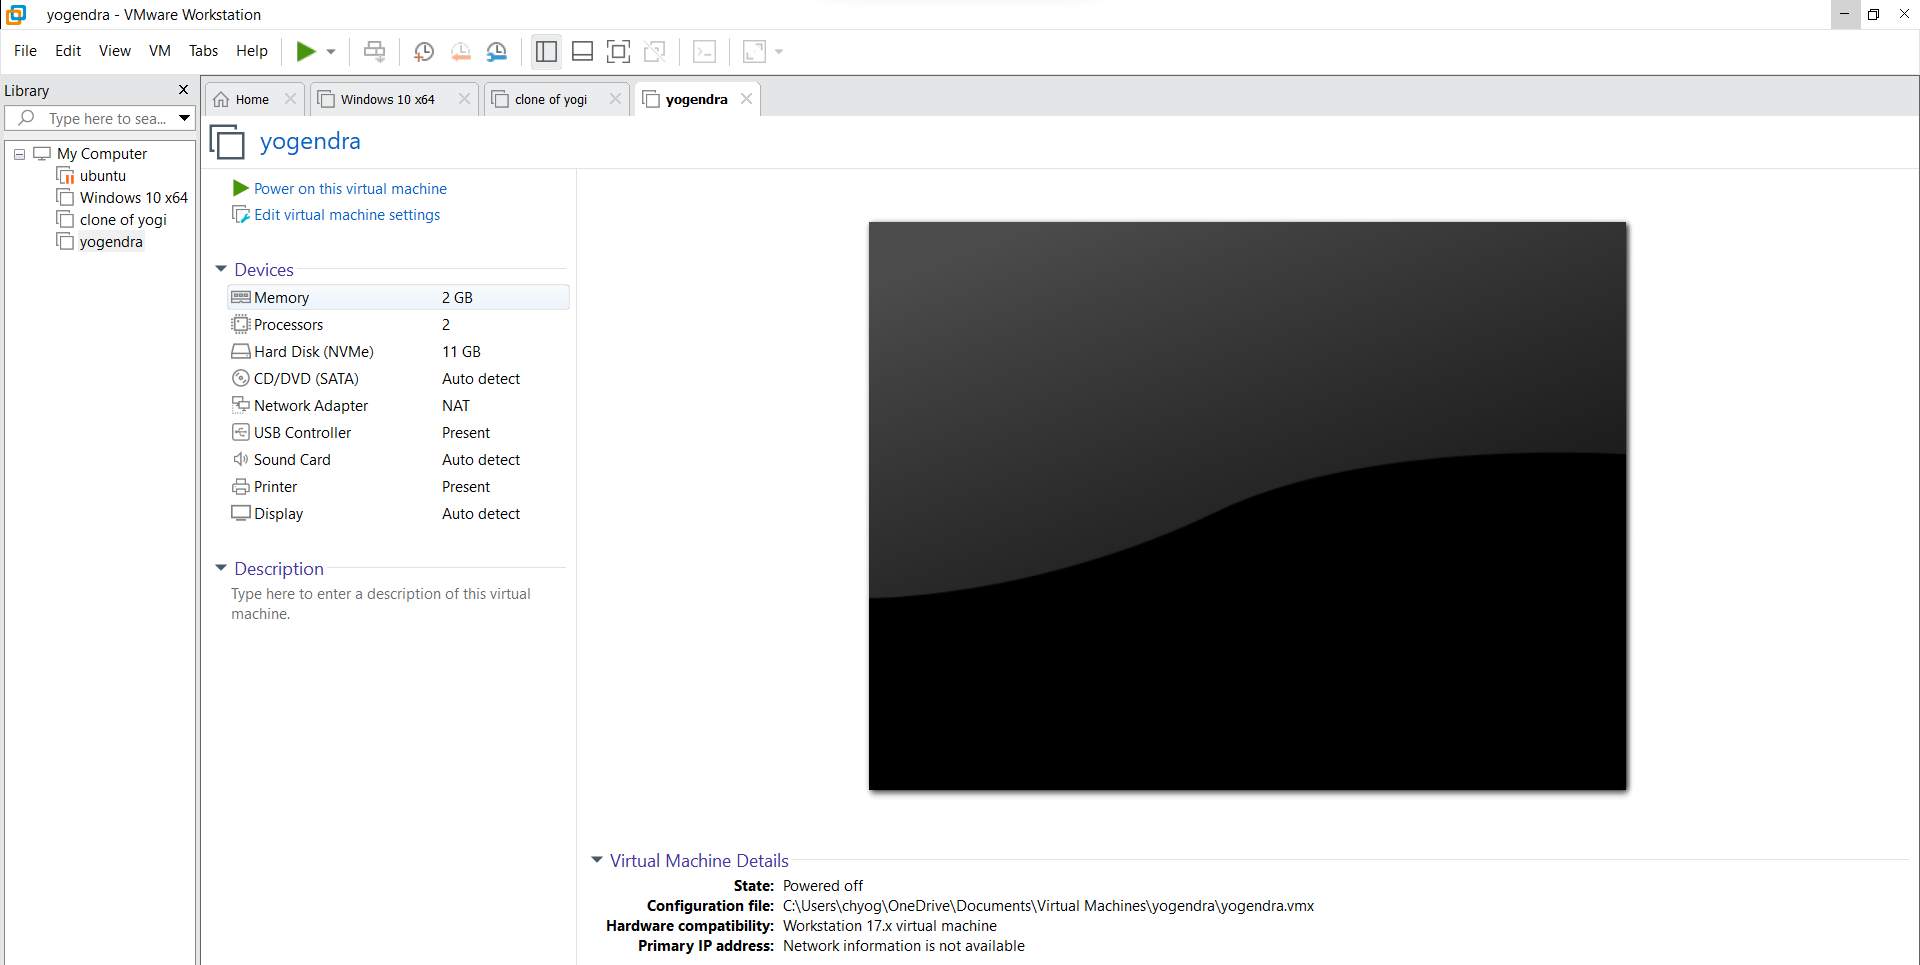 yogendra - VMware Workstation
File Edit View VM Tabs Help
Library
Type here to sea...
My Computer
ubuntu
Windows 10 x64
clone of yogi
yogendra
Home
Windows 10 x64
clone of yogi
yogendra
yogendra
Power on this virtual machine
Edit virtual machine settings
Devices
Memory 2 GB
Processors 2
Hard Disk (NVMe) 11 GB
CD/DVD (SATA) Auto detect
Network Adapter NAT
USB Controller Present
Sound Card Auto detect
Printer Present
Display Auto detect
Description
Type here to enter a description of this virtual
machine.
Virtual Machine Details
State: Powered off
Configuration file: C:\Users\chyog\OneDrive\Documents\Virtual Machines\yogendra\yogendra.vmx
Hardware compatibility: Workstation 17.x virtual machine
Primary IP address: Network information is not available